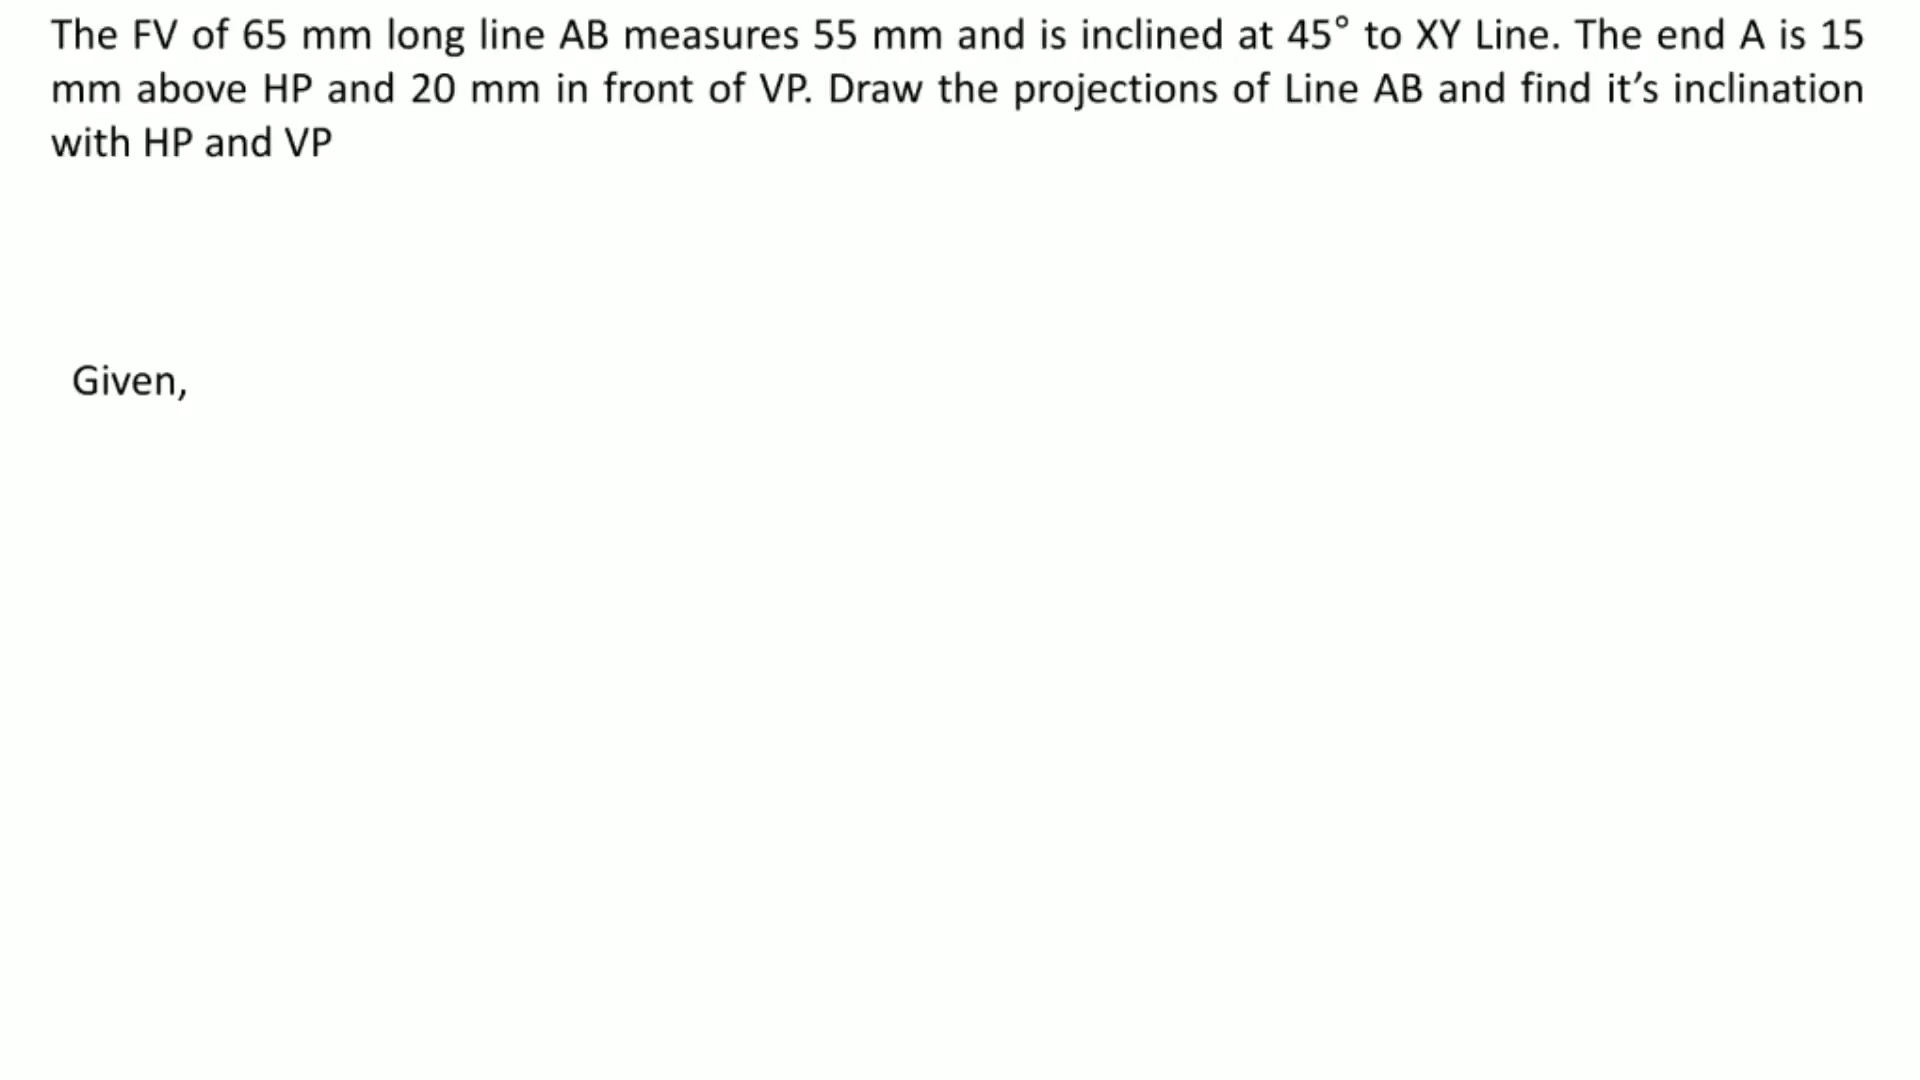 The FV of 65 mm long line AB measures 55 mm and is inclined at 45° to XY Line. The end A is 15
mm above HP and 20 mm in front of VP. Draw the projections of Line AB and find it’s inclination
with HP and VP
Given,